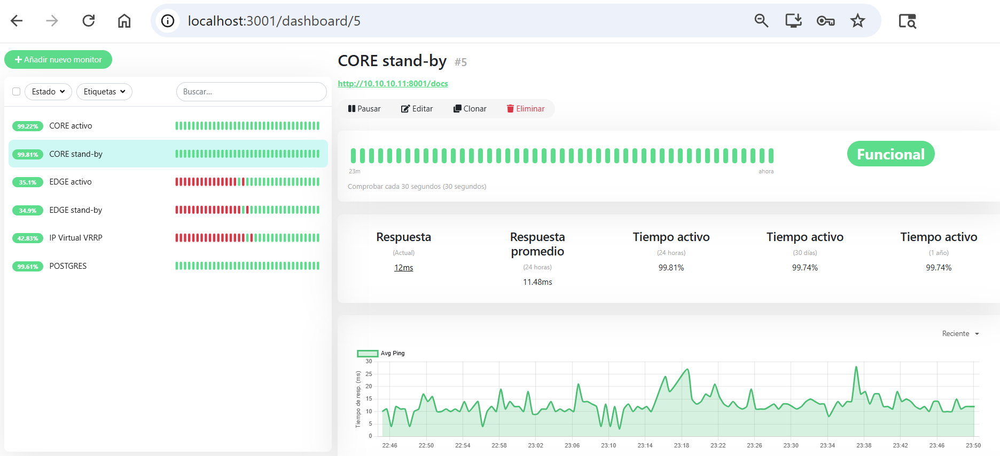 localhost:3001/dashboard/5
Añadir nuevo monitor
Estado
Etiquetas
Buscar...
99.22% CORE activo
99.81% CORE stand-by
35.1% EDGE activo
34.9% EDGE stand-by
42.83% IP Virtual VRRP
99.61% POSTGRES
CORE stand-by #5
http://10.10.10.11:8001/docs
Pausar Editar Clonar Eliminar
23m ahora
Funcional
Comprobar cada 30 segundos (30 segundos)
Respuesta
(Actual)
12ms
Respuesta
promedio
(24 horas)
11.48ms
Tiempo activo
(24 horas)
99.81%
Tiempo activo
(30 días)
99.74%
Tiempo activo
(1 año)
99.74%
Reciente
Avg Ping
Tiempo de resp. (ms)
30
25
20
15
10
5
0
22:46 22:50 22:54 22:58 23:02 23:06 23:10 23:14 23:18 23:22 23:26 23:30 23:34 23:38 23:42 23:46 23:50